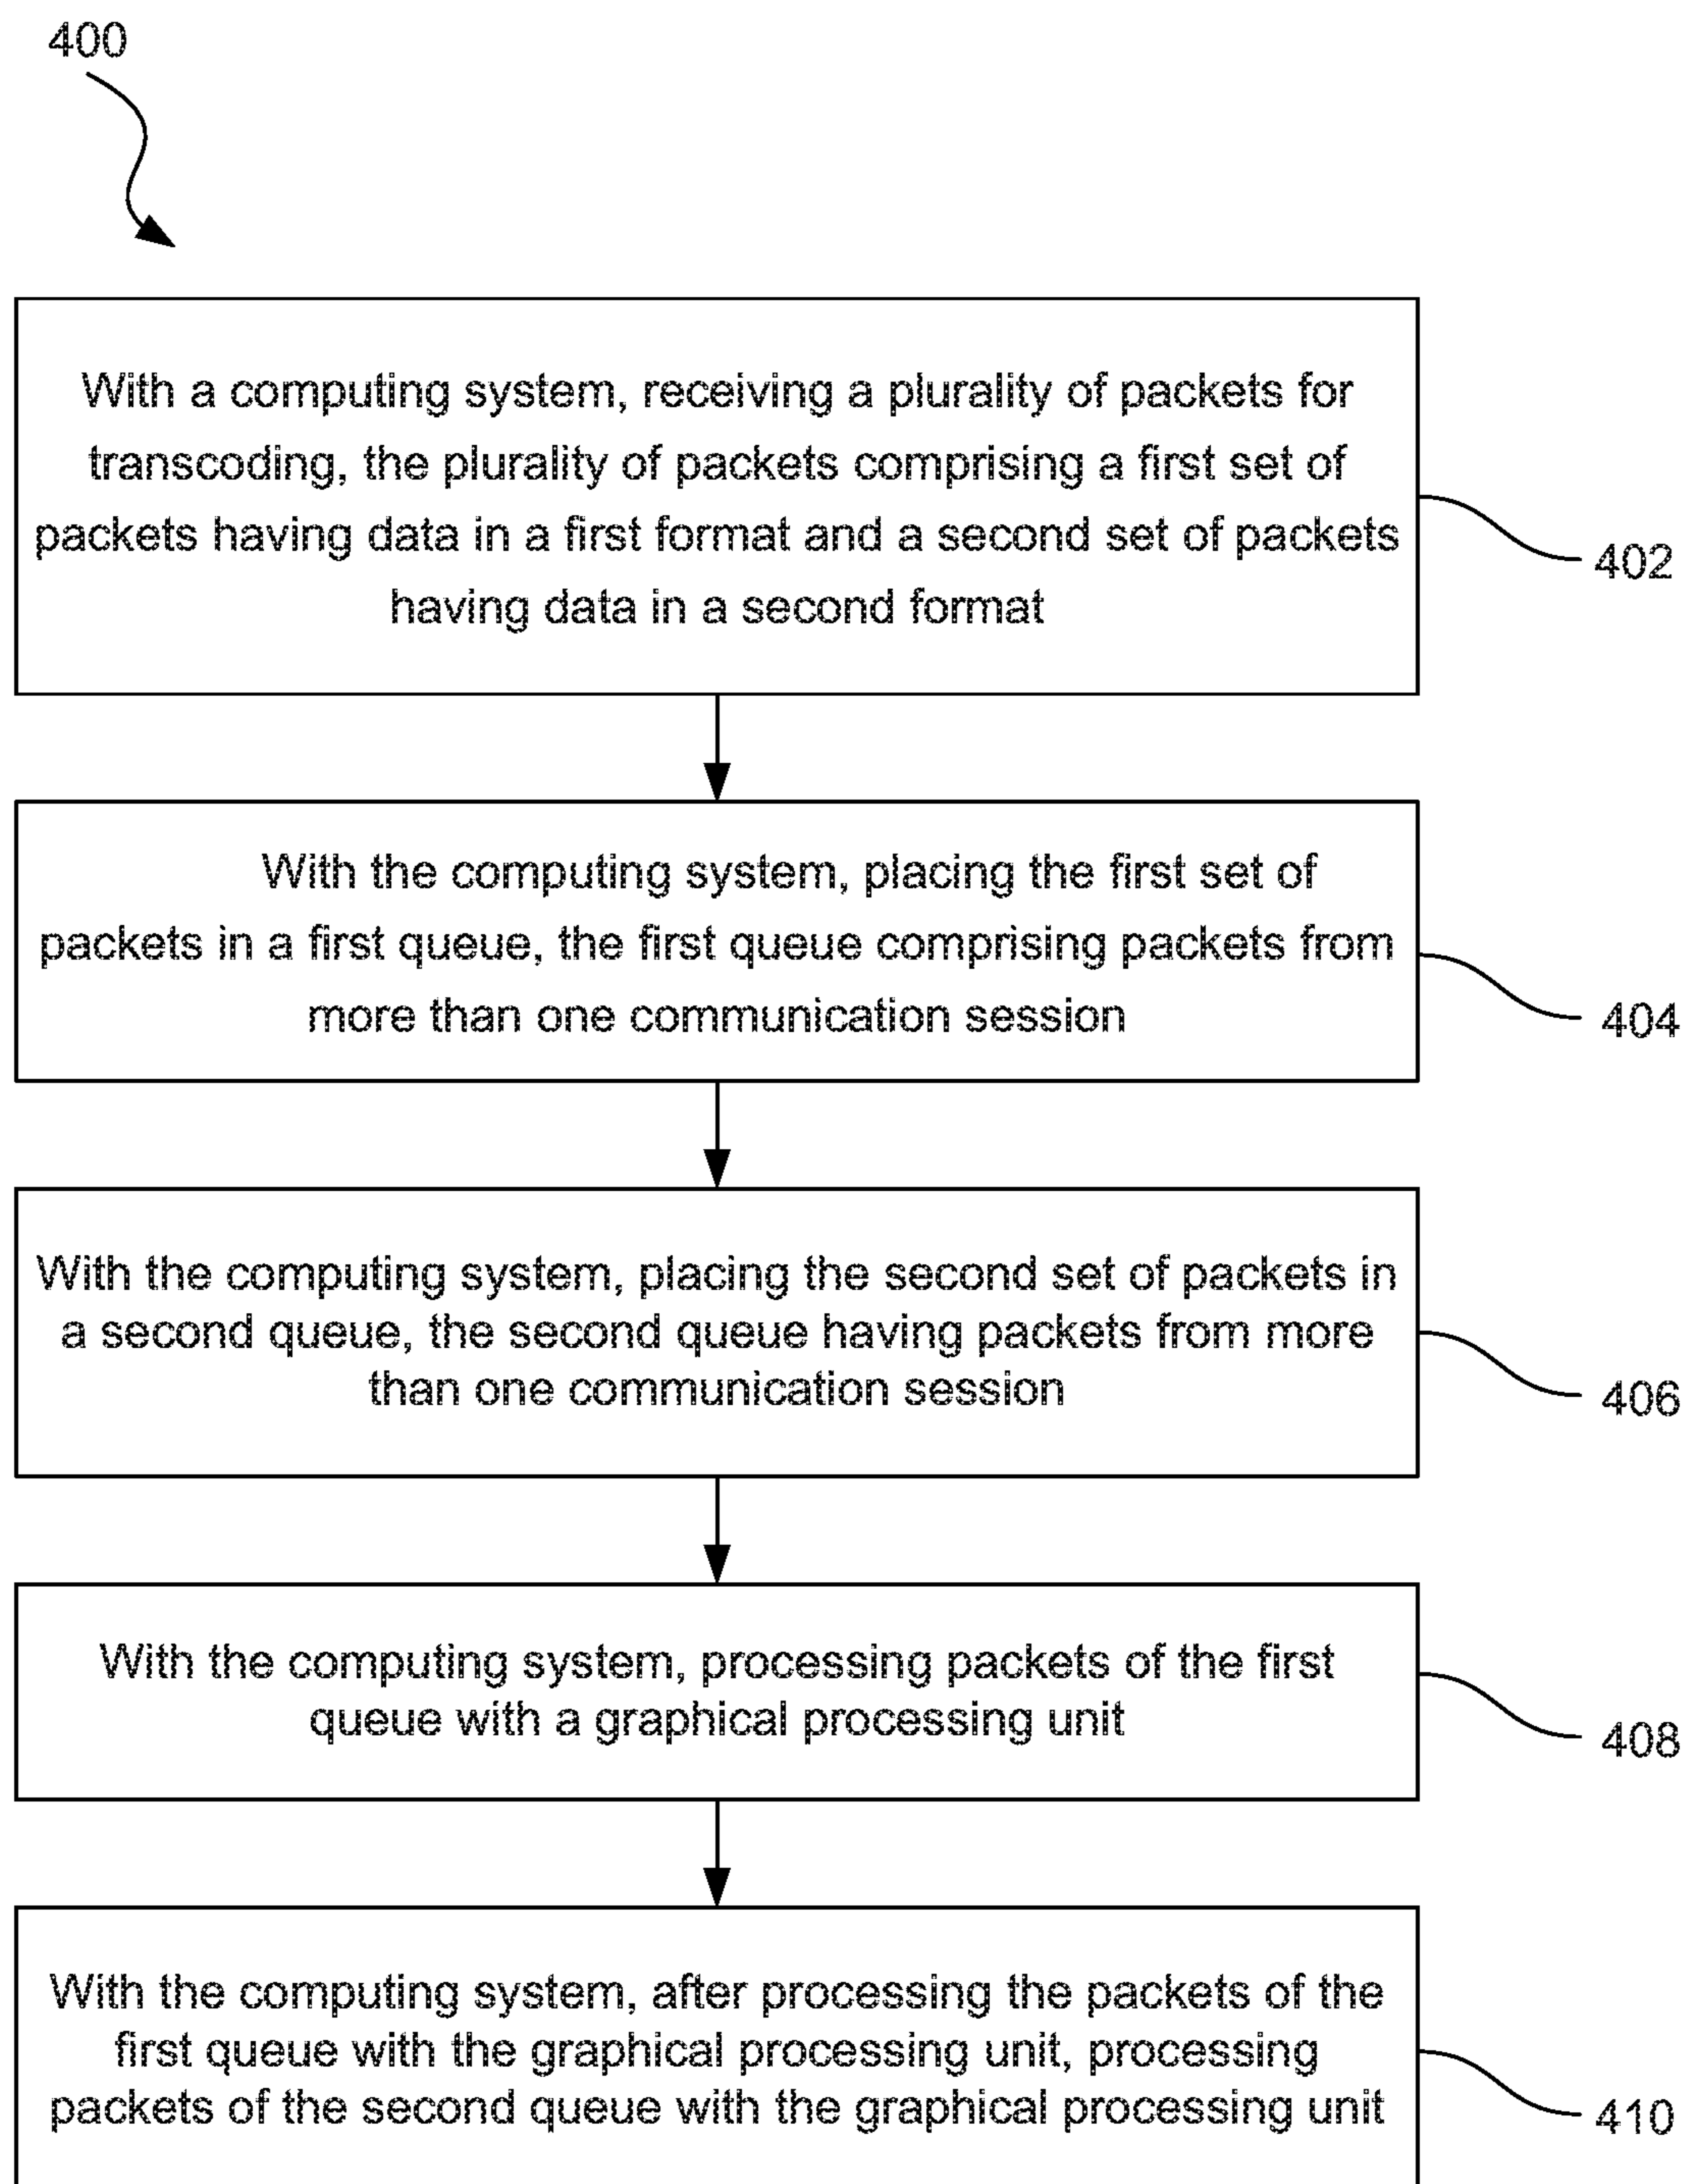 400
With a computing system, receiving a plurality of packets for
transcoding, the plurality of packets comprising a first set of
packets having data in a first format and a second set of packets
having data in a second format
402
With the computing system, placing the first set of
packets in a first queue, the first queue comprising packets from
more than one communication session
404
With the computing system, placing the second set of packets in
a second queue, the second queue having packets from more
than one communication session
406
With the computing system, processing packets of the first
queue with a graphical processing unit
408
With the computing system, after processing the packets of the
first queue with the graphical processing unit, processing
packets of the second queue with the graphical processing unit
410